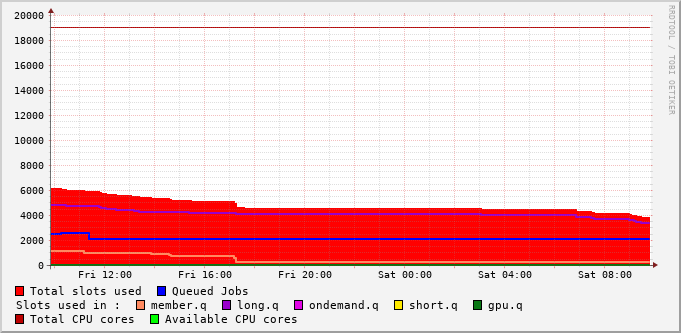 RRDTOOL / TOBI OETIKER
20000
18000
16000
14000
12000
10000
8000
6000
4000
2000
0
Fri 12:00 Fri 16:00 Fri 20:00 Sat 00:00 Sat 04:00 Sat 08:00
Total slots used Queued Jobs
Slots used in : member.q long.q ondemand.q short.q gpu.q
Total CPU cores Available CPU cores